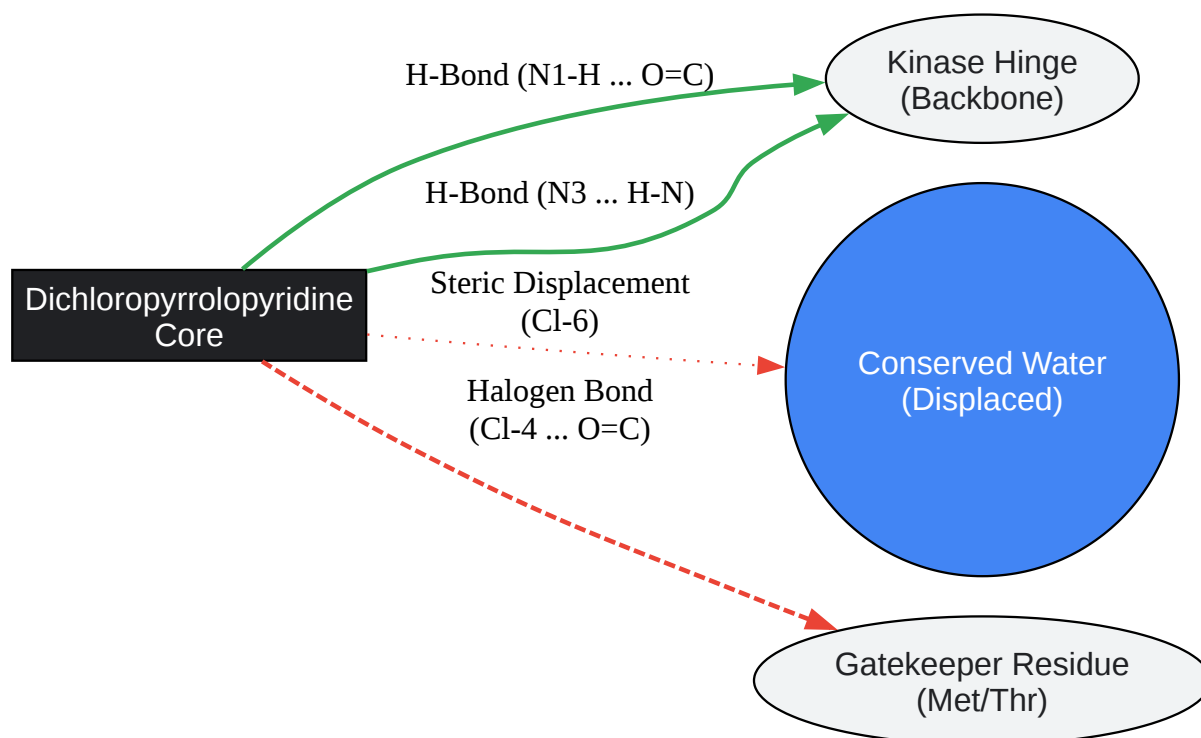 H-Bond (N1-H ... O=C)
Kinase Hinge
(Backbone)
H-Bond (N3 ... H-N)
Dichloropyrrolopyridine
Core
Steric Displacement
(Cl-6)
Conserved Water
(Displaced)
Halogen Bond
(Cl-4 ... O=C)
Gatekeeper Residue
(Met/Thr)